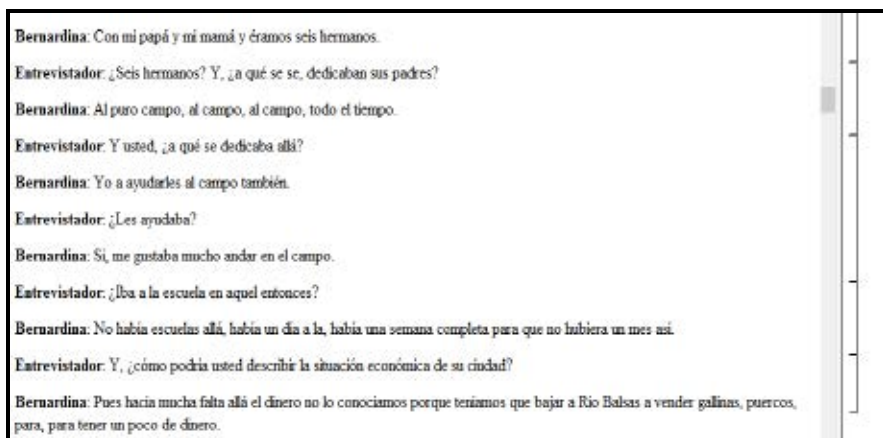 Bernardina: Con mi papá y mi mamá y éramos seis hermanos.
Entrevistador: ¿Seis hermanos? Y, ¿a qué se se, dedicaban sus padres?
Bernardina: Al puro campo, al campo, al campo, todo el tiempo.
Entrevistador: Y usted, ¿a qué se dedicaba allá?
Bernardina: Yo a ayudarles al campo también.
Entrevistador: ¿Les ayudaba?
Bernardina: Si, me gustaba mucho andar en el campo.
Entrevistador: ¿Iba a la escuela en aquel entonces?
Bernardina: No había escuelas allá, había un día a la, había una semana completa para que no hubiera un mes así.
Entrevistador: Y, ¿cómo podría usted describir la situación económica de su ciudad?
Bernardina: Pues hacia mucha falta allá el dinero no lo conocíamos porque teníamos que bajar a Rio Balsas a vender gallinas, puercos,
para, para tener un poco de dinero.